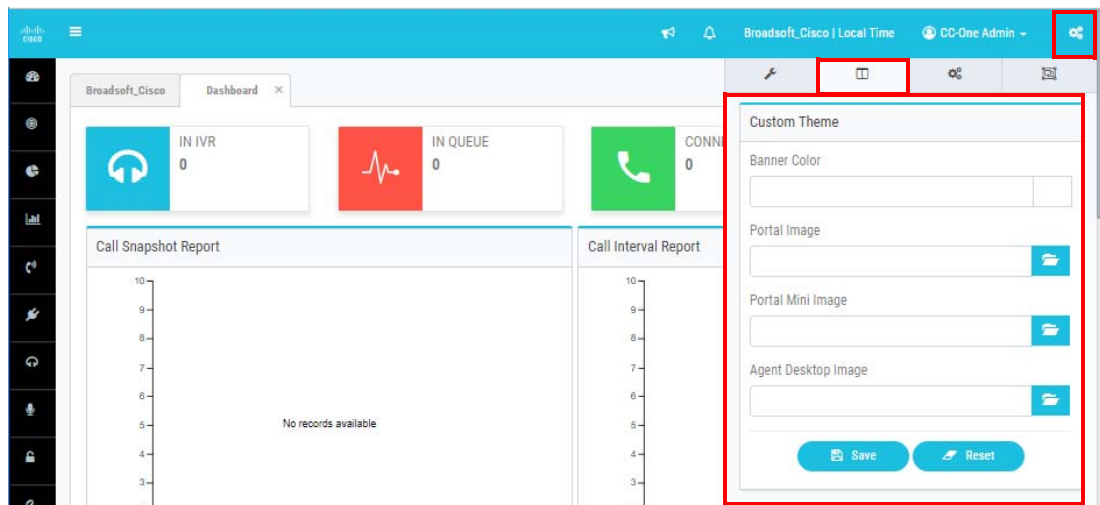 cisco
Broadsoft_Cisco | Local Time
CC-One Admin
Broadsoft_Cisco
Dashboard ×
IN IVR
0
IN QUEUE
0
CONN
0
Call Snapshot Report
10
9
8
7
6
5
4
3
No records available
Call Interval Report
10
9
8
7
6
5
4
3
Custom Theme
Banner Color
Portal Image
Portal Mini Image
Agent Desktop Image
Save
Reset